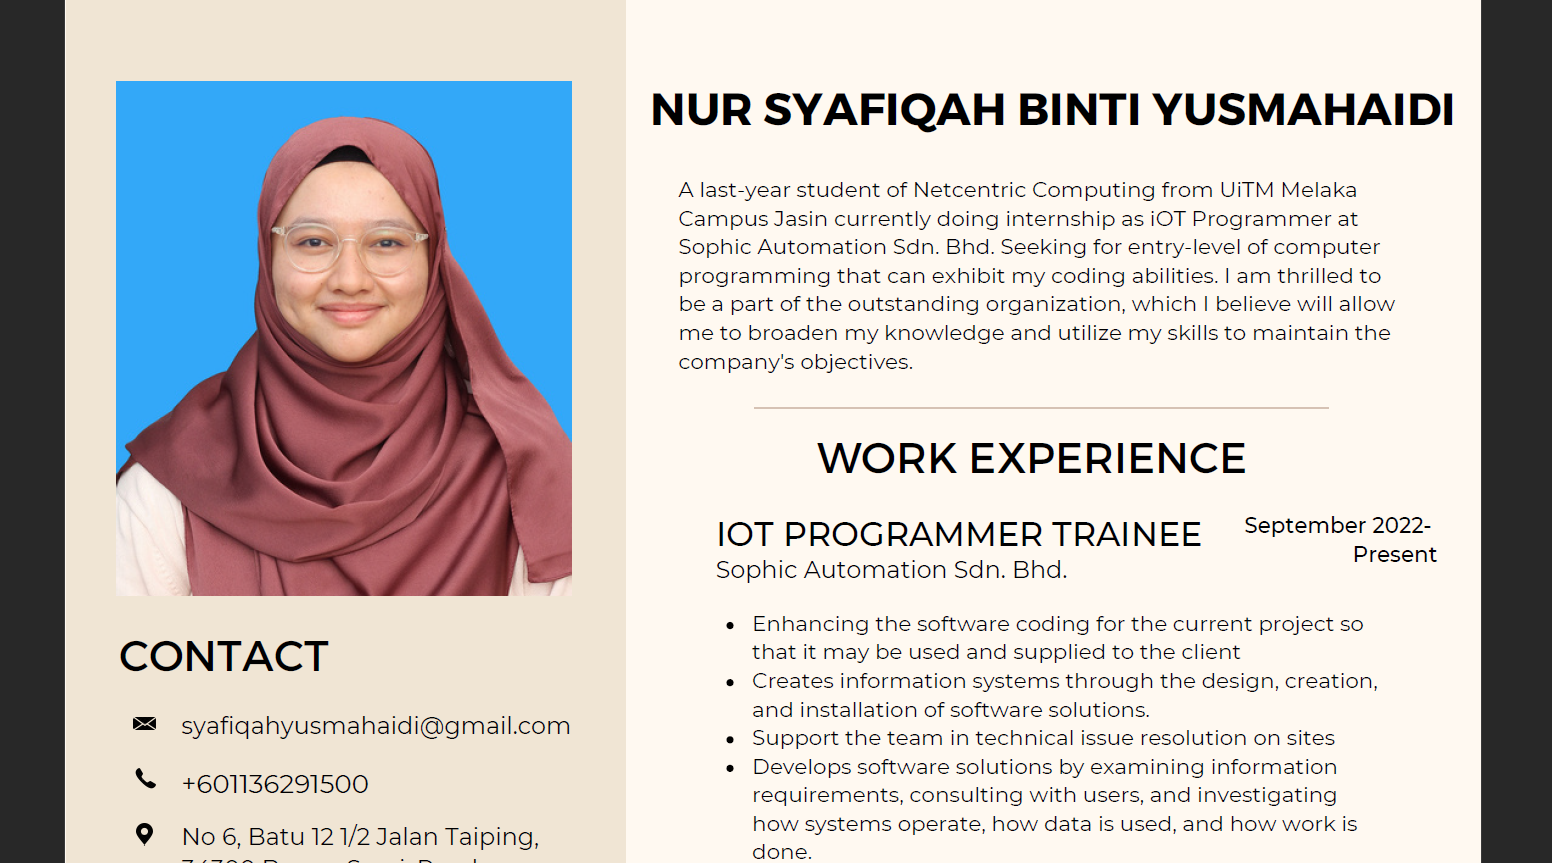 NUR SYAFIQAH BINTI YUSMAHAIDI
A last-year student of Netcentric Computing from UiTM Melaka
Campus Jasin currently doing internship as iOT Programmer at
Sophic Automation Sdn. Bhd. Seeking for entry-level of computer
programming that can exhibit my coding abilities. I am thrilled to
be a part of the outstanding organization, which I believe will allow
me to broaden my knowledge and utilize my skills to maintain the
company's objectives.
WORK EXPERIENCE
IOT PROGRAMMER TRAINEE
September 2022-
Present
Sophic Automation Sdn. Bhd.
Enhancing the software coding for the current project so
that it may be used and supplied to the client
Creates information systems through the design, creation,
and installation of software solutions.
Support the team in technical issue resolution on sites
Develops software solutions by examining information
requirements, consulting with users, and investigating
how systems operate, how data is used, and how work is
done.
CONTACT
syafiqahyusmahaidi@gmail.com
+601136291500
No 6, Batu 12 1/2 Jalan Taiping,